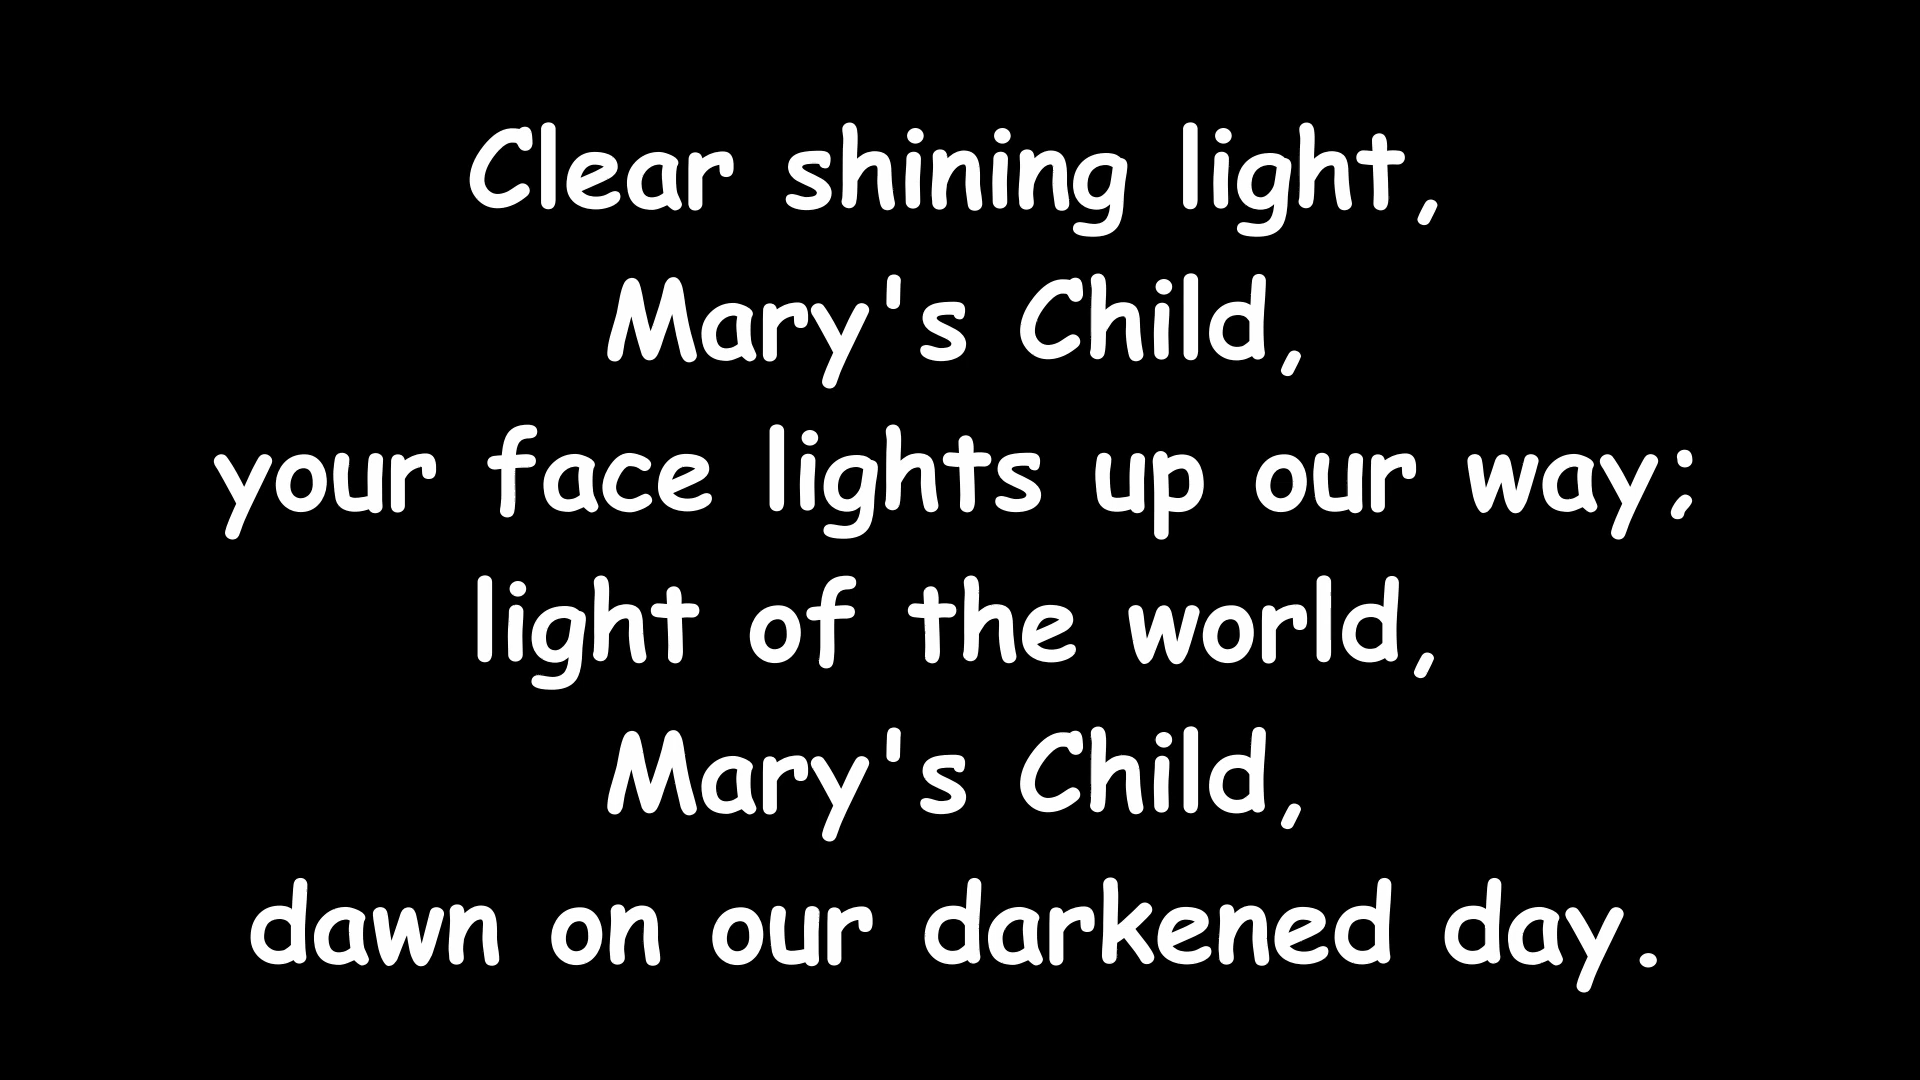 Clear shining light,
Mary's Child,
your face lights up our way;
light of the world,
Mary's Child,
dawn on our darkened day.